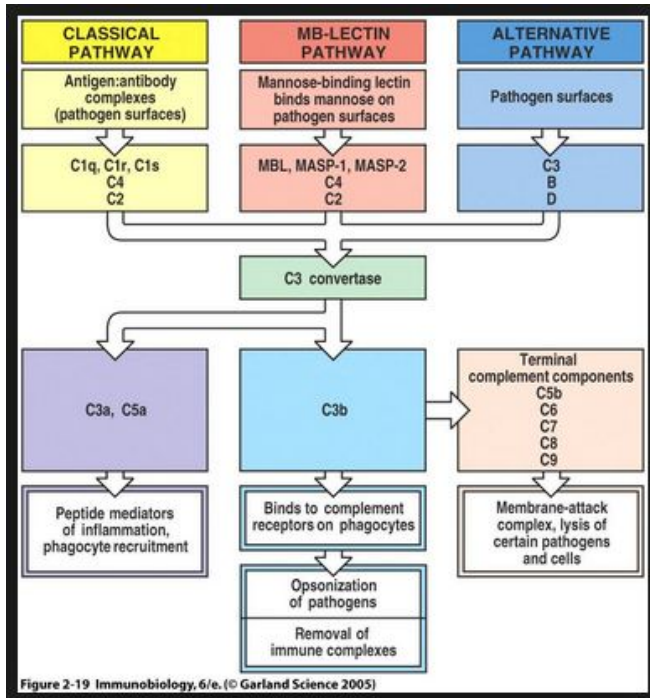 CLASSICAL
PATHWAY
MB-LECTIN
PATHWAY
ALTERNATIVE
PATHWAY
Antigen:antibody
complexes
(pathogen surfaces)
Mannose-binding lectin
binds mannose on
pathogen surfaces
Pathogen surfaces
C1q, C1r, C1s
C4
C2
MBL, MASP-1, MASP-2
C4
C2
C3
B
D
C3 convertase
C3a, C5a
C3b
Terminal
complement components
C5b
C6
C7
C8
C9
Peptide mediators
of inflammation,
phagocyte recruitment
Binds to complement
receptors on phagocytes
Membrane-attack
complex, lysis of
certain pathogens
and cells
Opsonization
of pathogens
Removal of
immune complexes
Figure 2-19 Immunobiology, 6/e. (© Garland Science 2005)